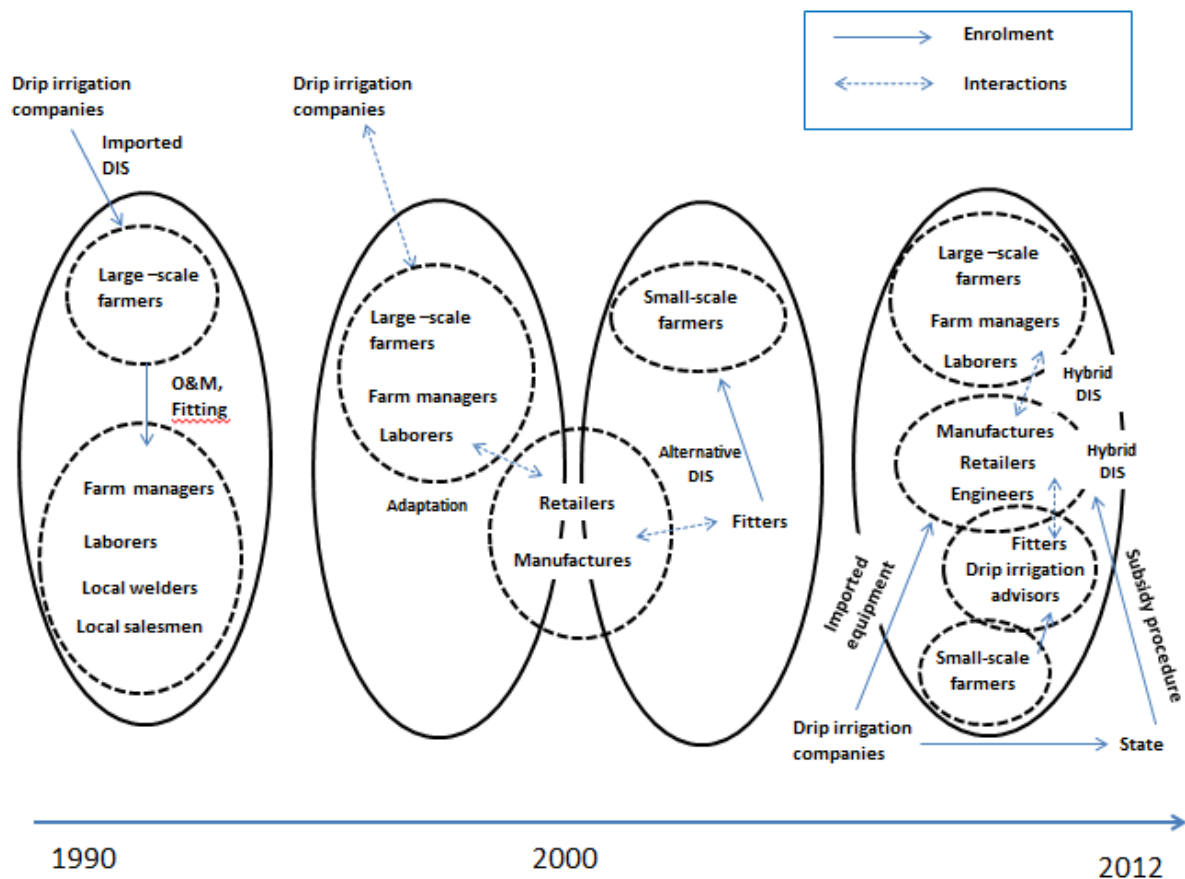 Enrolment
Interactions
Drip irrigation
companies
Imported
DIS
Large –scale
farmers
O&M,
Fitting
Farm managers
Laborers
Local welders
Local salesmen
Drip irrigation
companies
Large –scale
farmers
Farm managers
Laborers
Adaptation
Retailers
Manufactures
Small-scale
farmers
Alternative
DIS
Fitters
Large –scale
farmers
Farm managers
Laborers
Hybrid
DIS
Manufactures
Retailers
Engineers
Hybrid
DIS
Fitters
Drip irrigation
advisors
Small-scale
farmers
Imported
equipment
Subsidy procedure
Drip irrigation
companies
State
1990
2000
2012